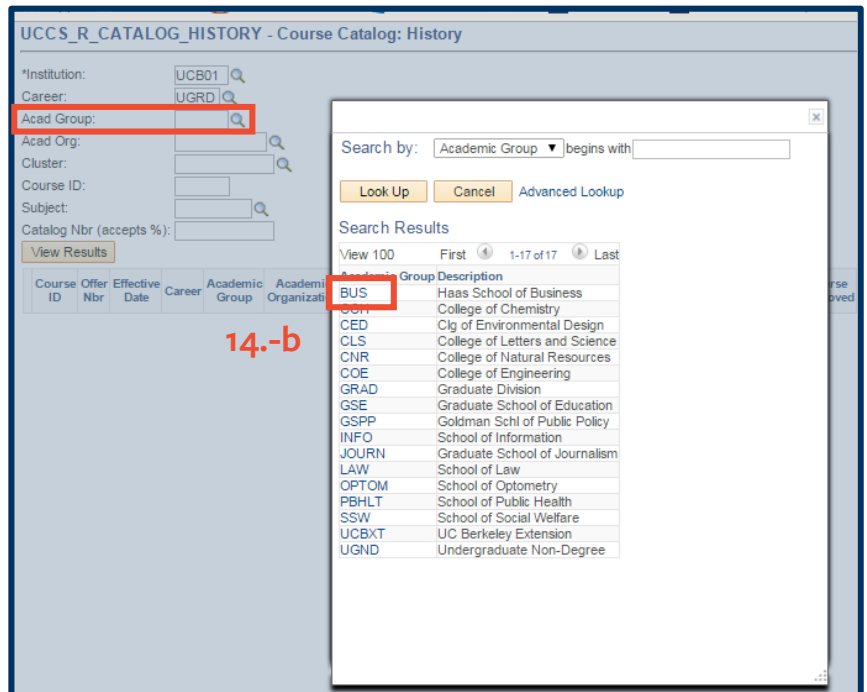 UCCS_R_CATALOG_HISTORY - Course Catalog: History
*Institution: UCB01
Career: UGRD
Acad Group:
Acad Org:
Cluster:
Course ID:
Subject:
Catalog Nbr (accepts %):
View Results
Course ID Offer Nbr Effective Date Career Academic Group
14.-b
Search by: Academic Group ▼ begins with
Look Up Cancel Advanced Lookup
Search Results
View 100 First 1-17 of 17 Last
Academic Group Description
BUS Haas School of Business
College of Chemistry
CED Clg of Environmental Design
CLS College of Letters and Science
CNR College of Natural Resources
COE College of Engineering
GRAD Graduate Division
GSE Graduate School of Education
GSPP Goldman Schl of Public Policy
INFO School of Information
JOURN Graduate School of Journalism
LAW School of Law
OPTOM School of Optometry
PBHLT School of Public Health
SSW School of Social Welfare
UCBXT UC Berkeley Extension
UGND Undergraduate Non-Degree